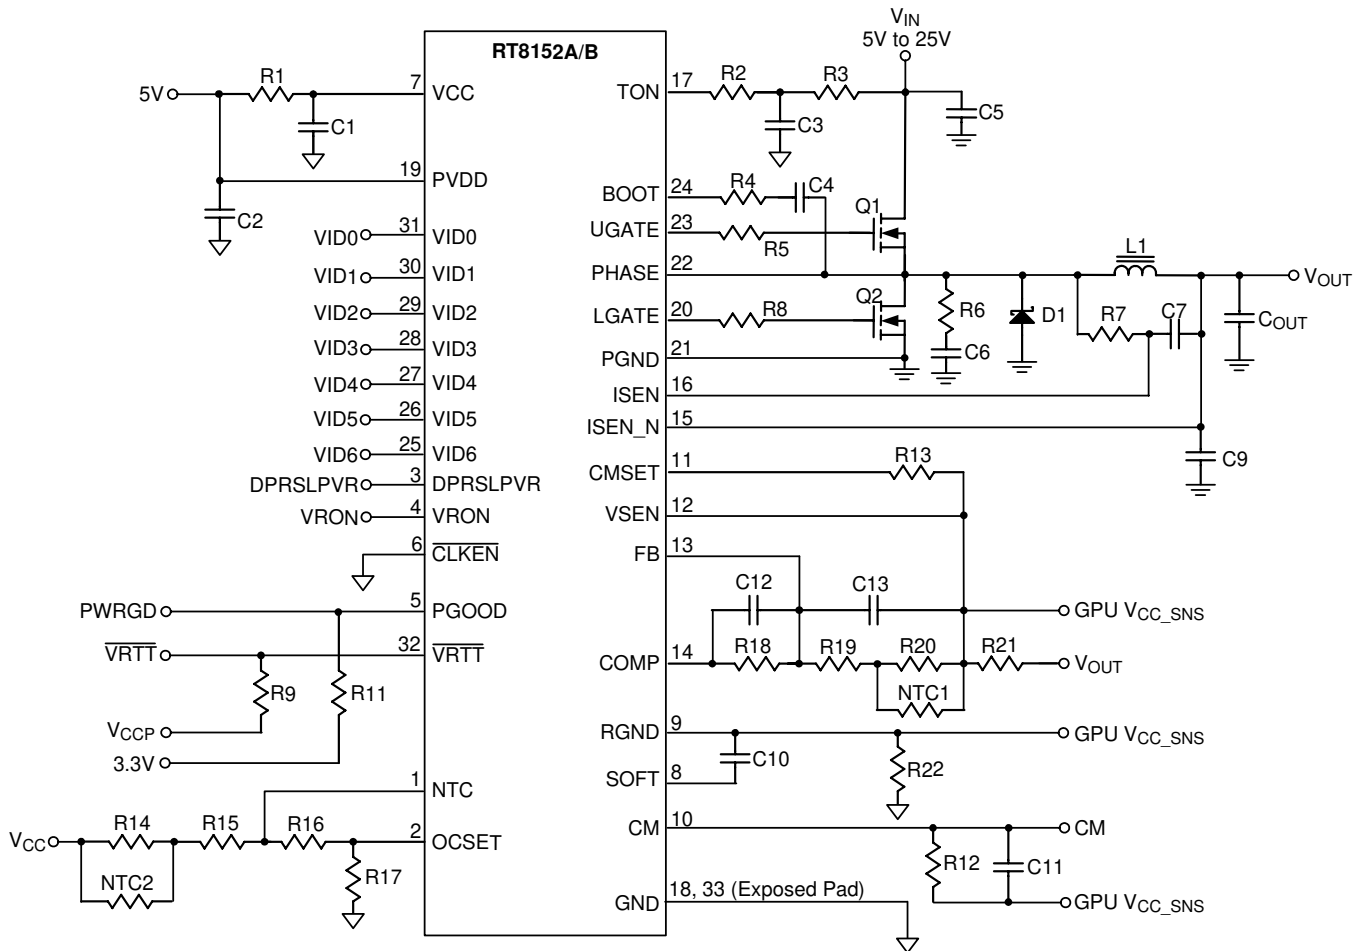 RT8152A/B
V_IN
5V to 25V
5V
R1
7
VCC
C1
19
PVDD
C2
VID0
31
VID0
VID1
30
VID1
VID2
29
VID2
VID3
28
VID3
VID4
27
VID4
VID5
26
VID5
VID6
25
VID6
DPRSLPVR
3
DPRSLPVR
VRON
4
VRON
6
CLKEN
PWRGD
5
PGOOD
VRTT
32
VRTT
R9
R11
V_CCP
3.3V
1
NTC
V_CC
R14
R15
R16
2
OCSET
NTC2
R17
TON
17
R2
R3
C3
C5
BOOT
24
R4
C4
UGATE
23
R5
Q1
PHASE
22
L1
V_OUT
LGATE
20
R8
Q2
R6
D1
R7
C7
C_OUT
PGND
21
C6
ISEN
16
ISEN_N
15
C9
CMSET
11
R13
VSEN
12
FB
13
C12
C13
GPU V_CC_SNS
COMP
14
R18
R19
R20
R21
V_OUT
NTC1
RGND
9
GPU V_CC_SNS
C10
R22
SOFT
8
CM
10
CM
R12
C11
GPU V_CC_SNS
GND
18, 33 (Exposed Pad)